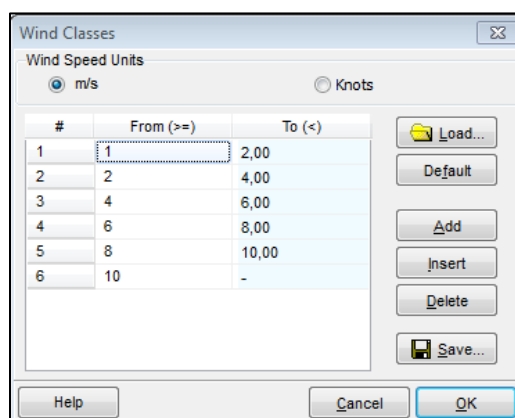 Wind Classes
Wind Speed Units
m/s Knots
# From (>=) To (<)
1 1 2,00
2 2 4,00
3 4 6,00
4 6 8,00
5 8 10,00
6 10 -
Load...
Default
Add
Insert
Delete
Save...
Help Cancel OK